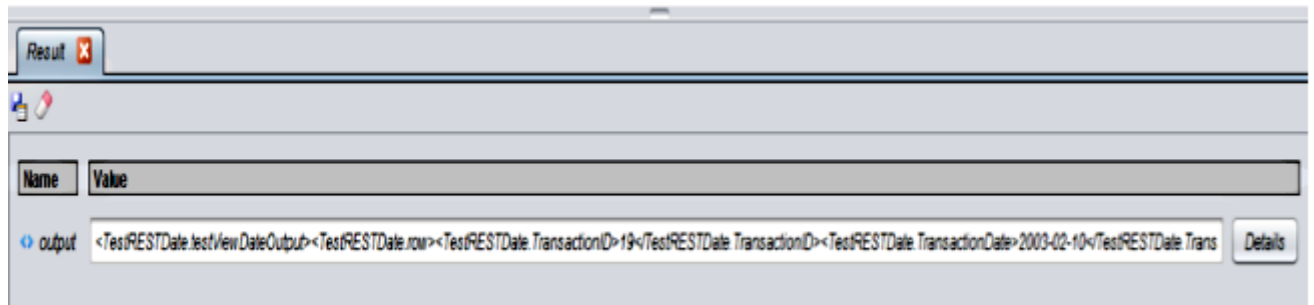 Result
Name Value
output <TestRESTDate.testViewDateOutput><TestRESTDate.row><TestRESTDate.TransactionID>19</TestRESTDate.TransactionID><TestRESTDate.TransactionDate>2003-02-10</TestRESTDate.Trans Details